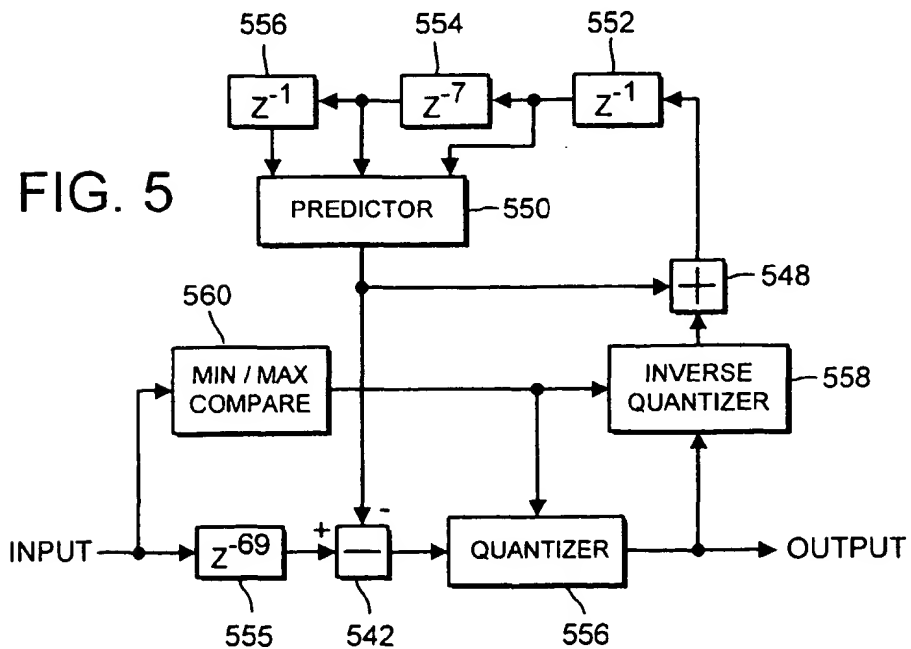 556 554 552
Z⁻¹ Z⁻⁷ Z⁻¹
FIG. 5
PREDICTOR
550
560
548
MIN / MAX
COMPARE
INVERSE
QUANTIZER
558
+ -
INPUT
Z⁻⁶⁹
QUANTIZER
OUTPUT
555 542 556